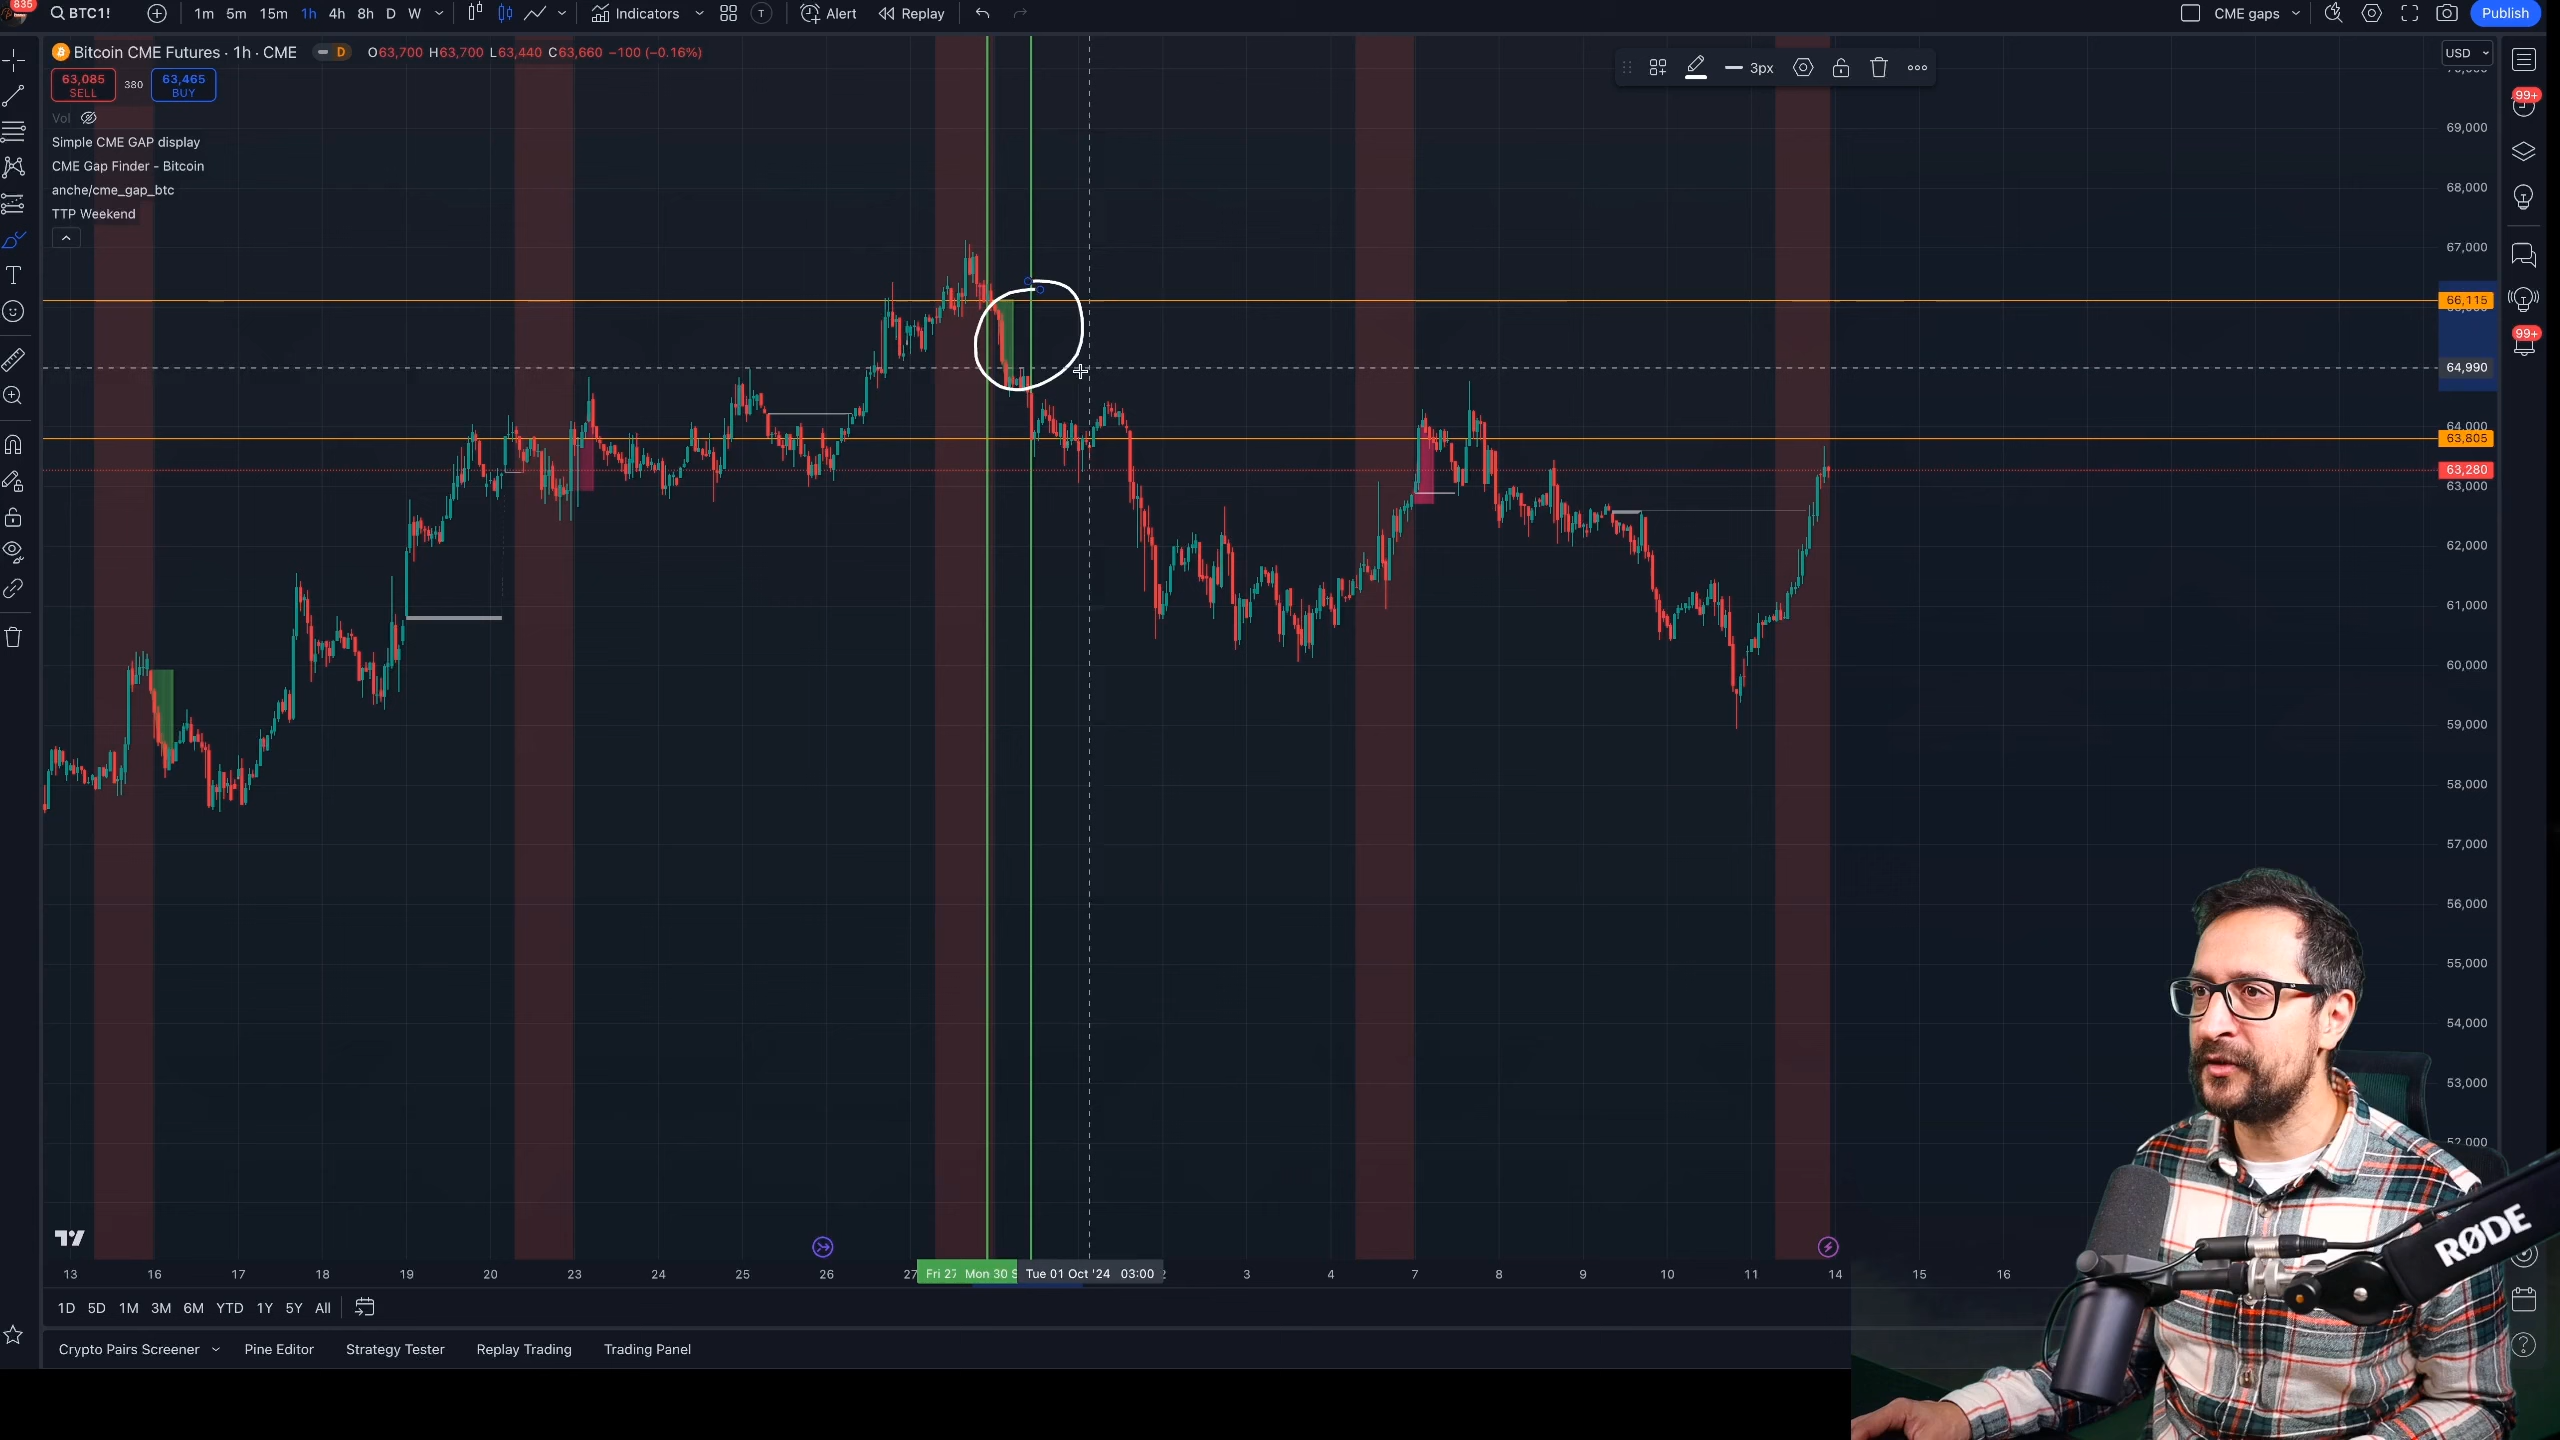 835
BTC1!
1m 5m 15m 1h 4h 8h D W
Indicators
Alert
Replay
CME gaps
Publish
Bitcoin CME Futures · 1h · CME
D
O63,700 H63,700 L63,440 C63,660 −100 (−0.16%)
3px
USD
63,085
SELL
380
63,465
BUY
Vol
Simple CME GAP display
CME Gap Finder - Bitcoin
anche/cme_gap_btc
TTP Weekend
T
99+
99+
69,000
68,000
67,000
66,115
64,990
64,000
63,805
63,280
63,000
62,000
61,000
60,000
59,000
58,000
57,000
56,000
55,000
54,000
53,000
52,000
RØDE
13 16 17 18 19 20 23 24 25 26 27 Fri 27 Mon 30 S Tue 01 Oct '24 03:00 2 3 4 7 8 9 10 11 14 15 16
1D 5D 1M 3M 6M YTD 1Y 5Y All
Crypto Pairs Screener Pine Editor Strategy Tester Replay Trading Trading Panel